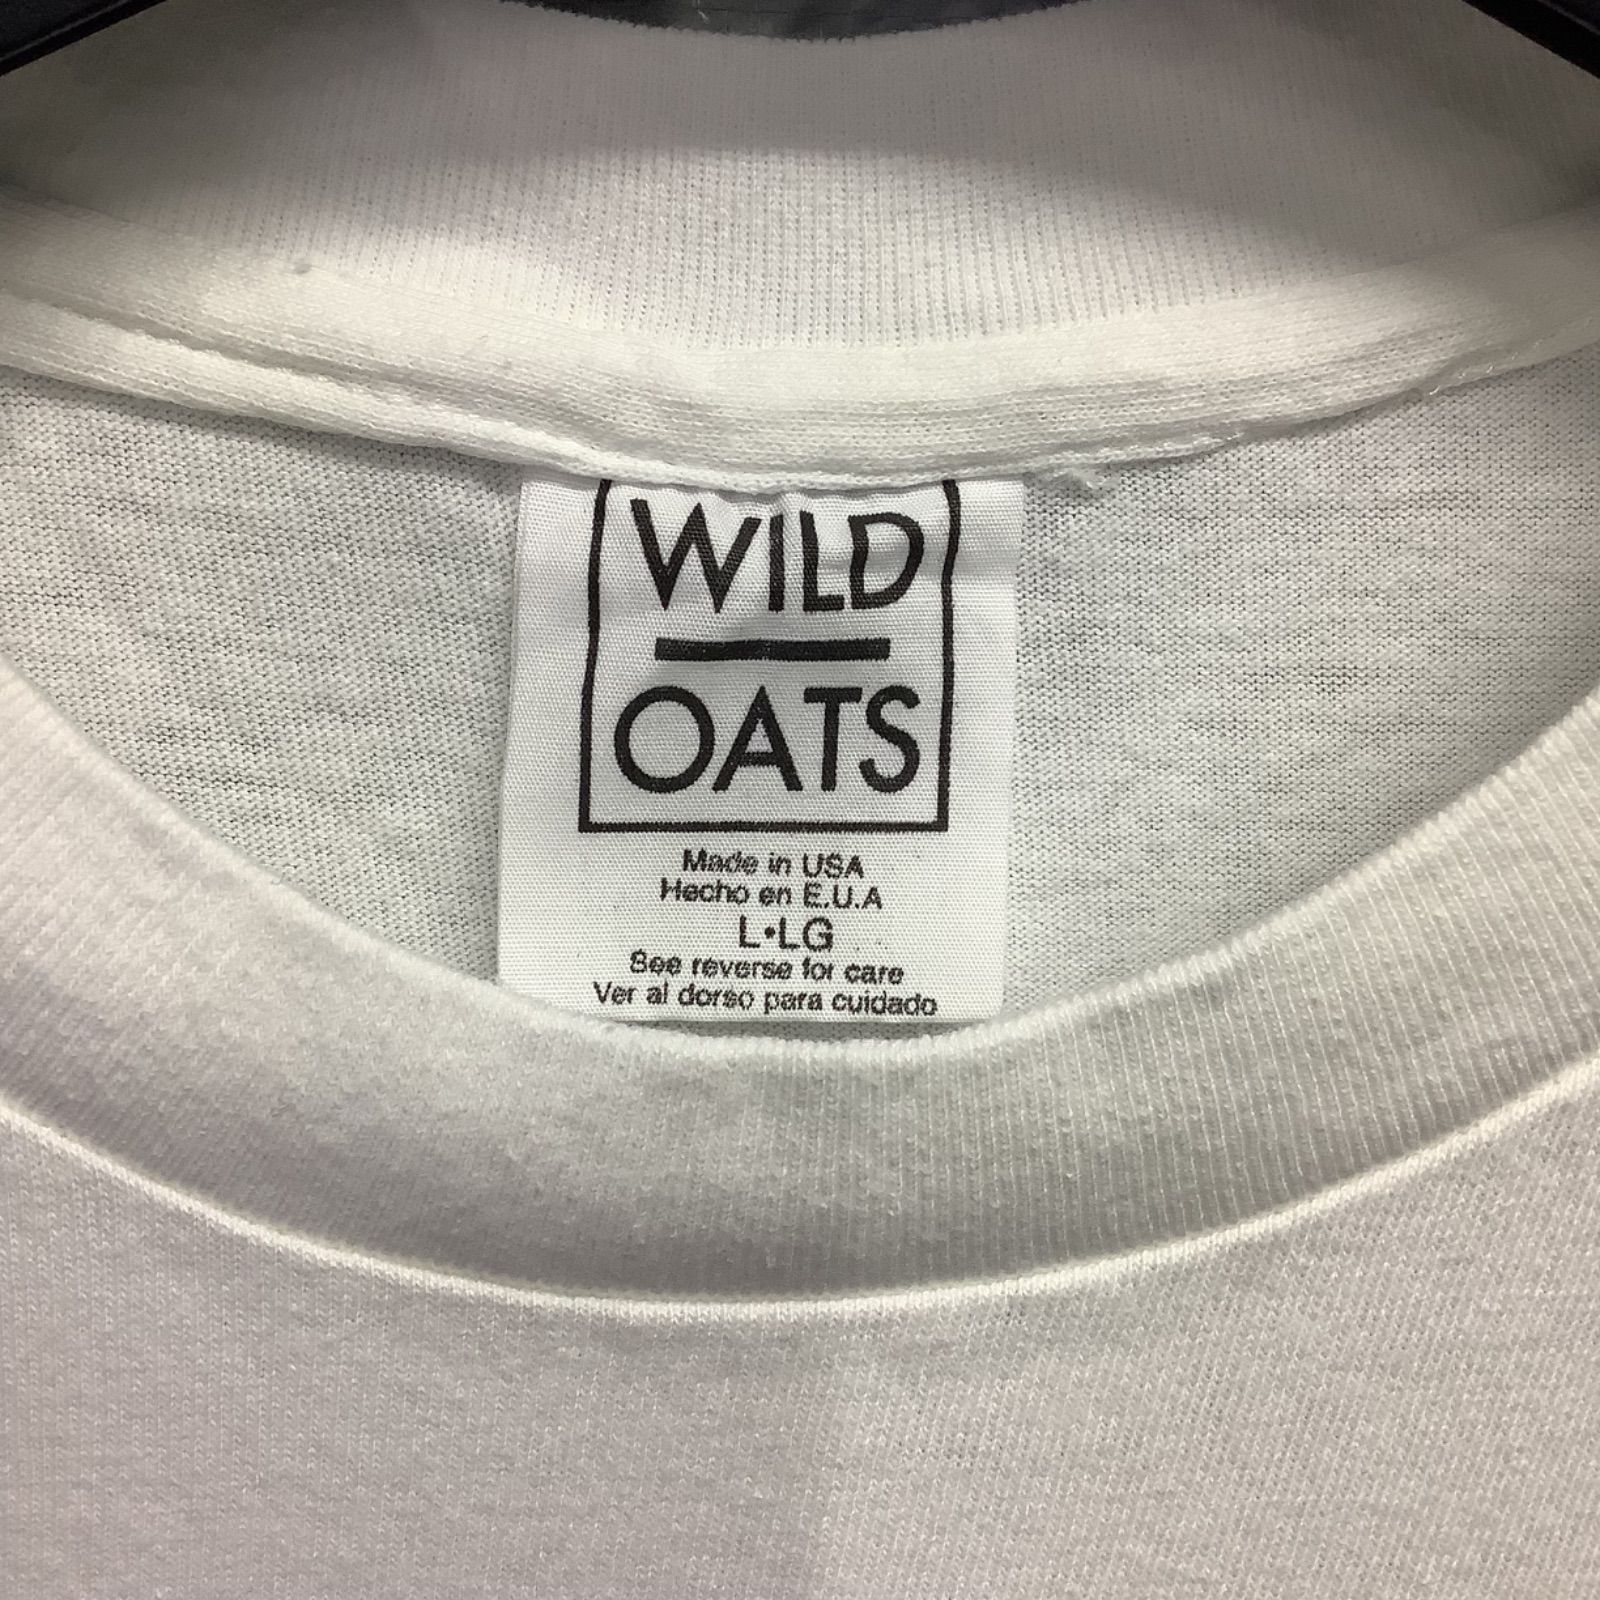 WILD
OATS
Made in USA
Hecho en E.U.A
L•LG
See reverse for care
Ver al dorso para cuidado